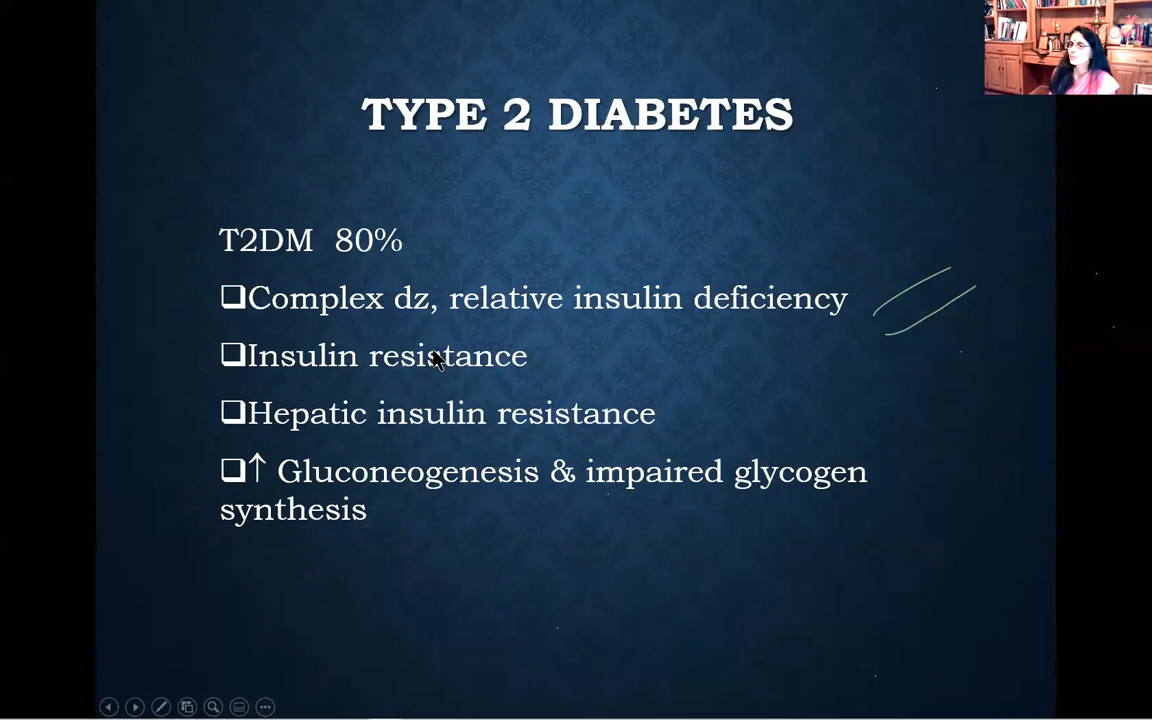 TYPE 2 DIABETES
T2DM 80%
❑Complex dz, relative insulin deficiency
❑Insulin resistance
❑Hepatic insulin resistance
❑↑ Gluconeogenesis & impaired glycogen
synthesis